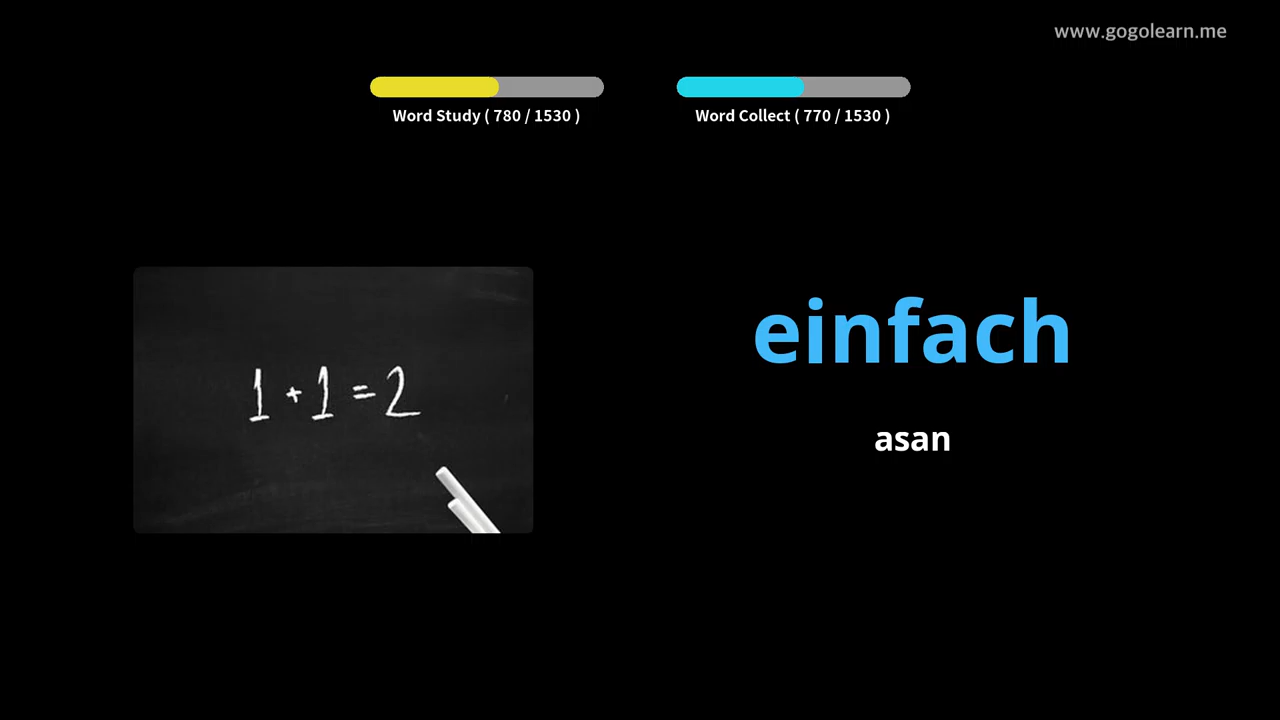 www.gogolearn.me
Word Study ( 780 / 1530 )
Word Collect ( 770 / 1530 )
1 + 1 = 2
einfach
asan